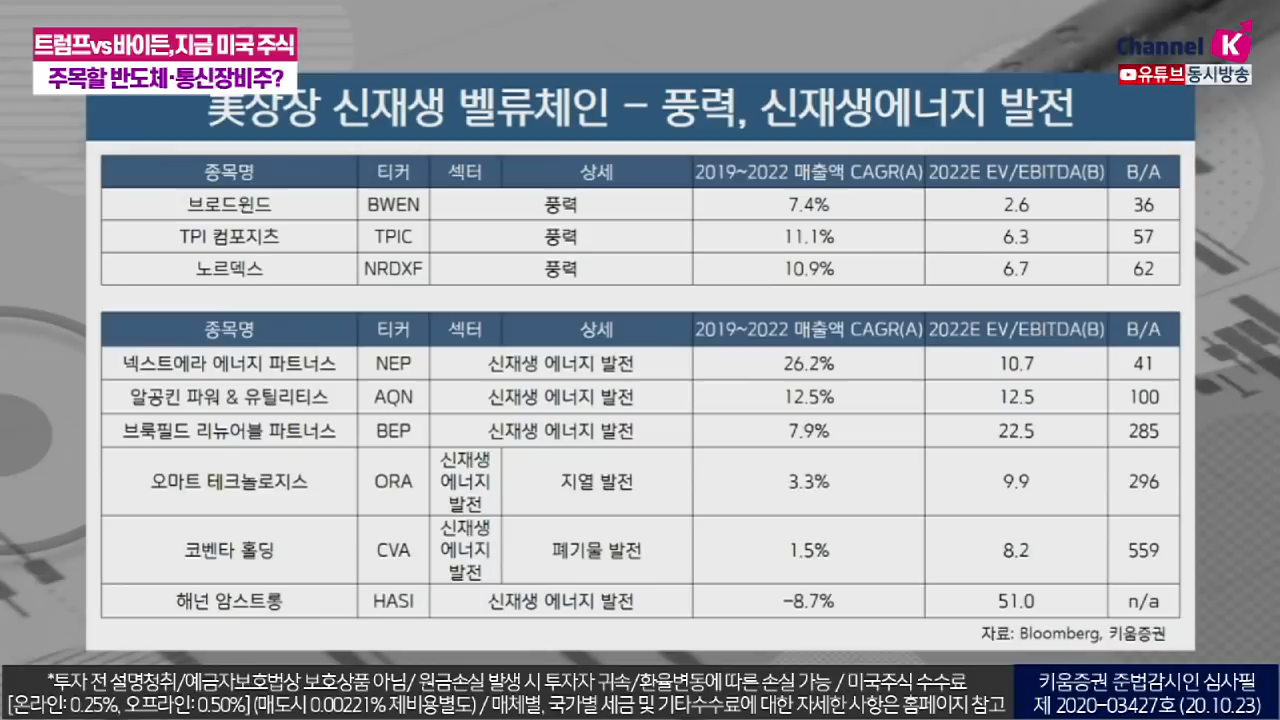 트럼프vs바이든,지금 미국 주식
주목할 반도체·통신장비주?
Channel K
유튜브 동시방송
美상장 신재생 벨류체인 - 풍력, 신재생에너지 발전
종목명 티커 섹터 상세 2019~2022 매출액 CAGR(A) 2022E EV/EBITDA(B) B/A
브로드윈드 BWEN 풍력 7.4% 2.6 36
TPI 컴포지츠 TPIC 풍력 11.1% 6.3 57
노르덱스 NRDXF 풍력 10.9% 6.7 62
종목명 티커 섹터 상세 2019~2022 매출액 CAGR(A) 2022E EV/EBITDA(B) B/A
넥스트에라 에너지 파트너스 NEP 신재생 에너지 발전 26.2% 10.7 41
알공킨 파워 & 유틸리티스 AQN 신재생 에너지 발전 12.5% 12.5 100
브룩필드 리뉴어블 파트너스 BEP 신재생 에너지 발전 7.9% 22.5 285
오마트 테크놀로지스 ORA 신재생 에너지 발전 지열 발전 3.3% 9.9 296
코벤타 홀딩 CVA 신재생 에너지 발전 폐기물 발전 1.5% 8.2 559
해넌 암스트롱 HASI 신재생 에너지 발전 -8.7% 51.0 n/a
자료: Bloomberg, 키움증권
*투자 전 설명청취/예금자보호법상 보호상품 아님/ 원금손실 발생 시 투자자 귀속/환율변동에 따른 손실 가능 / 미국주식 수수료
[온라인: 0.25%, 오프라인: 0.50%] (매도시 0.00221% 제비용별도) / 매체별, 국가별 세금 및 기타수수료에 대한 자세한 사항은 홈페이지 참고
키움증권 준법감시인 심사필
제 2020-03427호 (20.10.23)